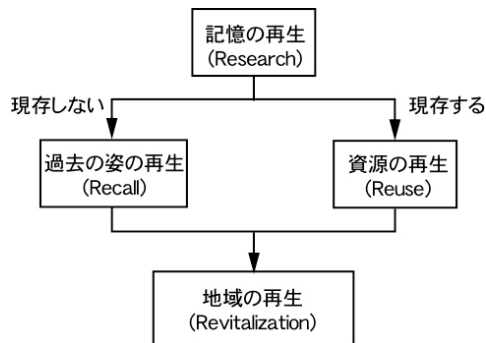 記憶の再生
(Research)
現存しない
現存する
過去の姿の再生
(Recall)
資源の再生
(Reuse)
地域の再生
(Revitalization)